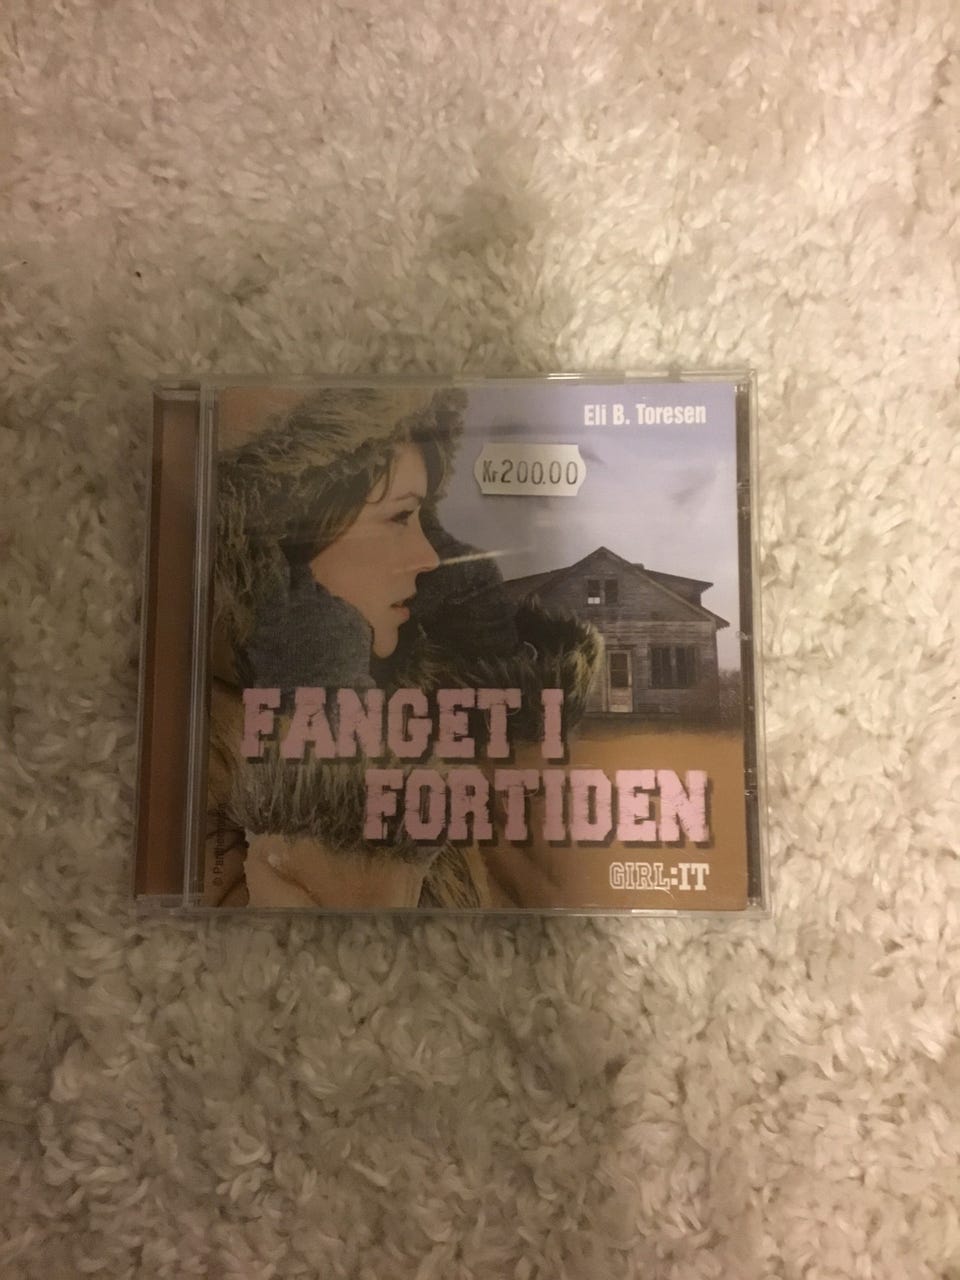 Eli B. Toresen
Kr 200.00
FANGET I
FORTIDEN
GIRL:IT